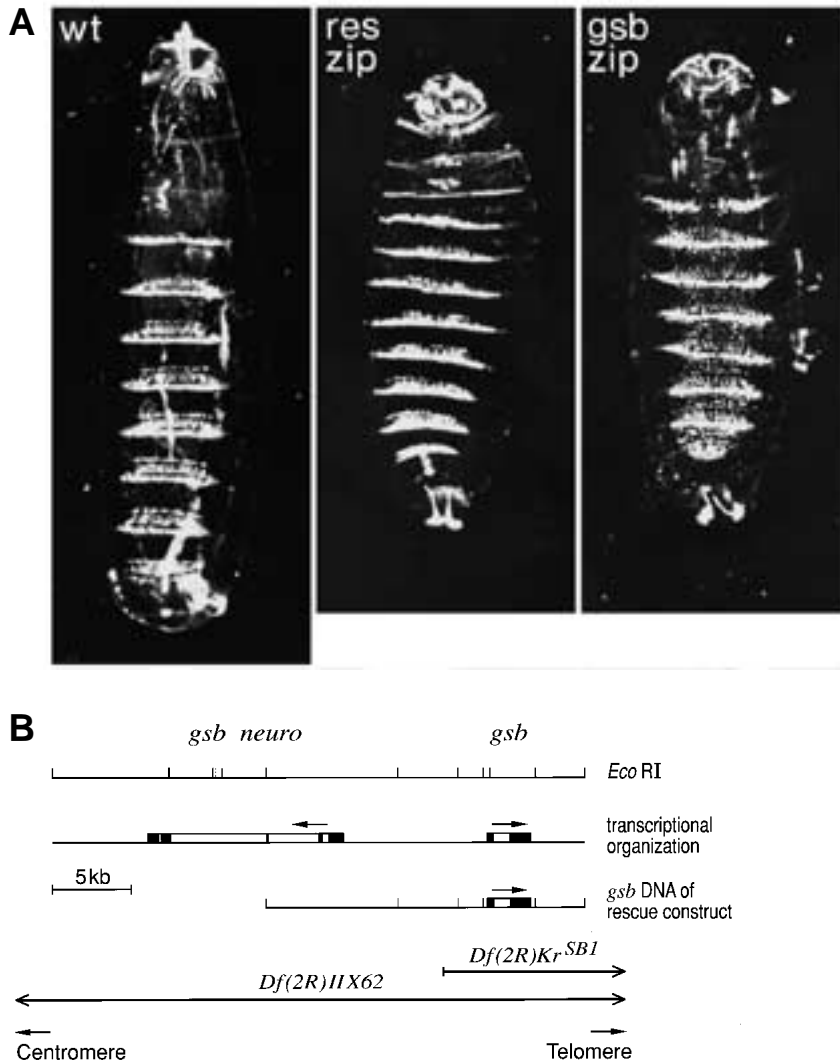 A
wt
res
zip
gsb
zip
B
gsb neuro
gsb
Eco RI
transcriptional
organization
5kb
gsb DNA of
rescue construct
Df(2R)Kr^SB1
Df(2R)IIX62
Centromere
Telomere